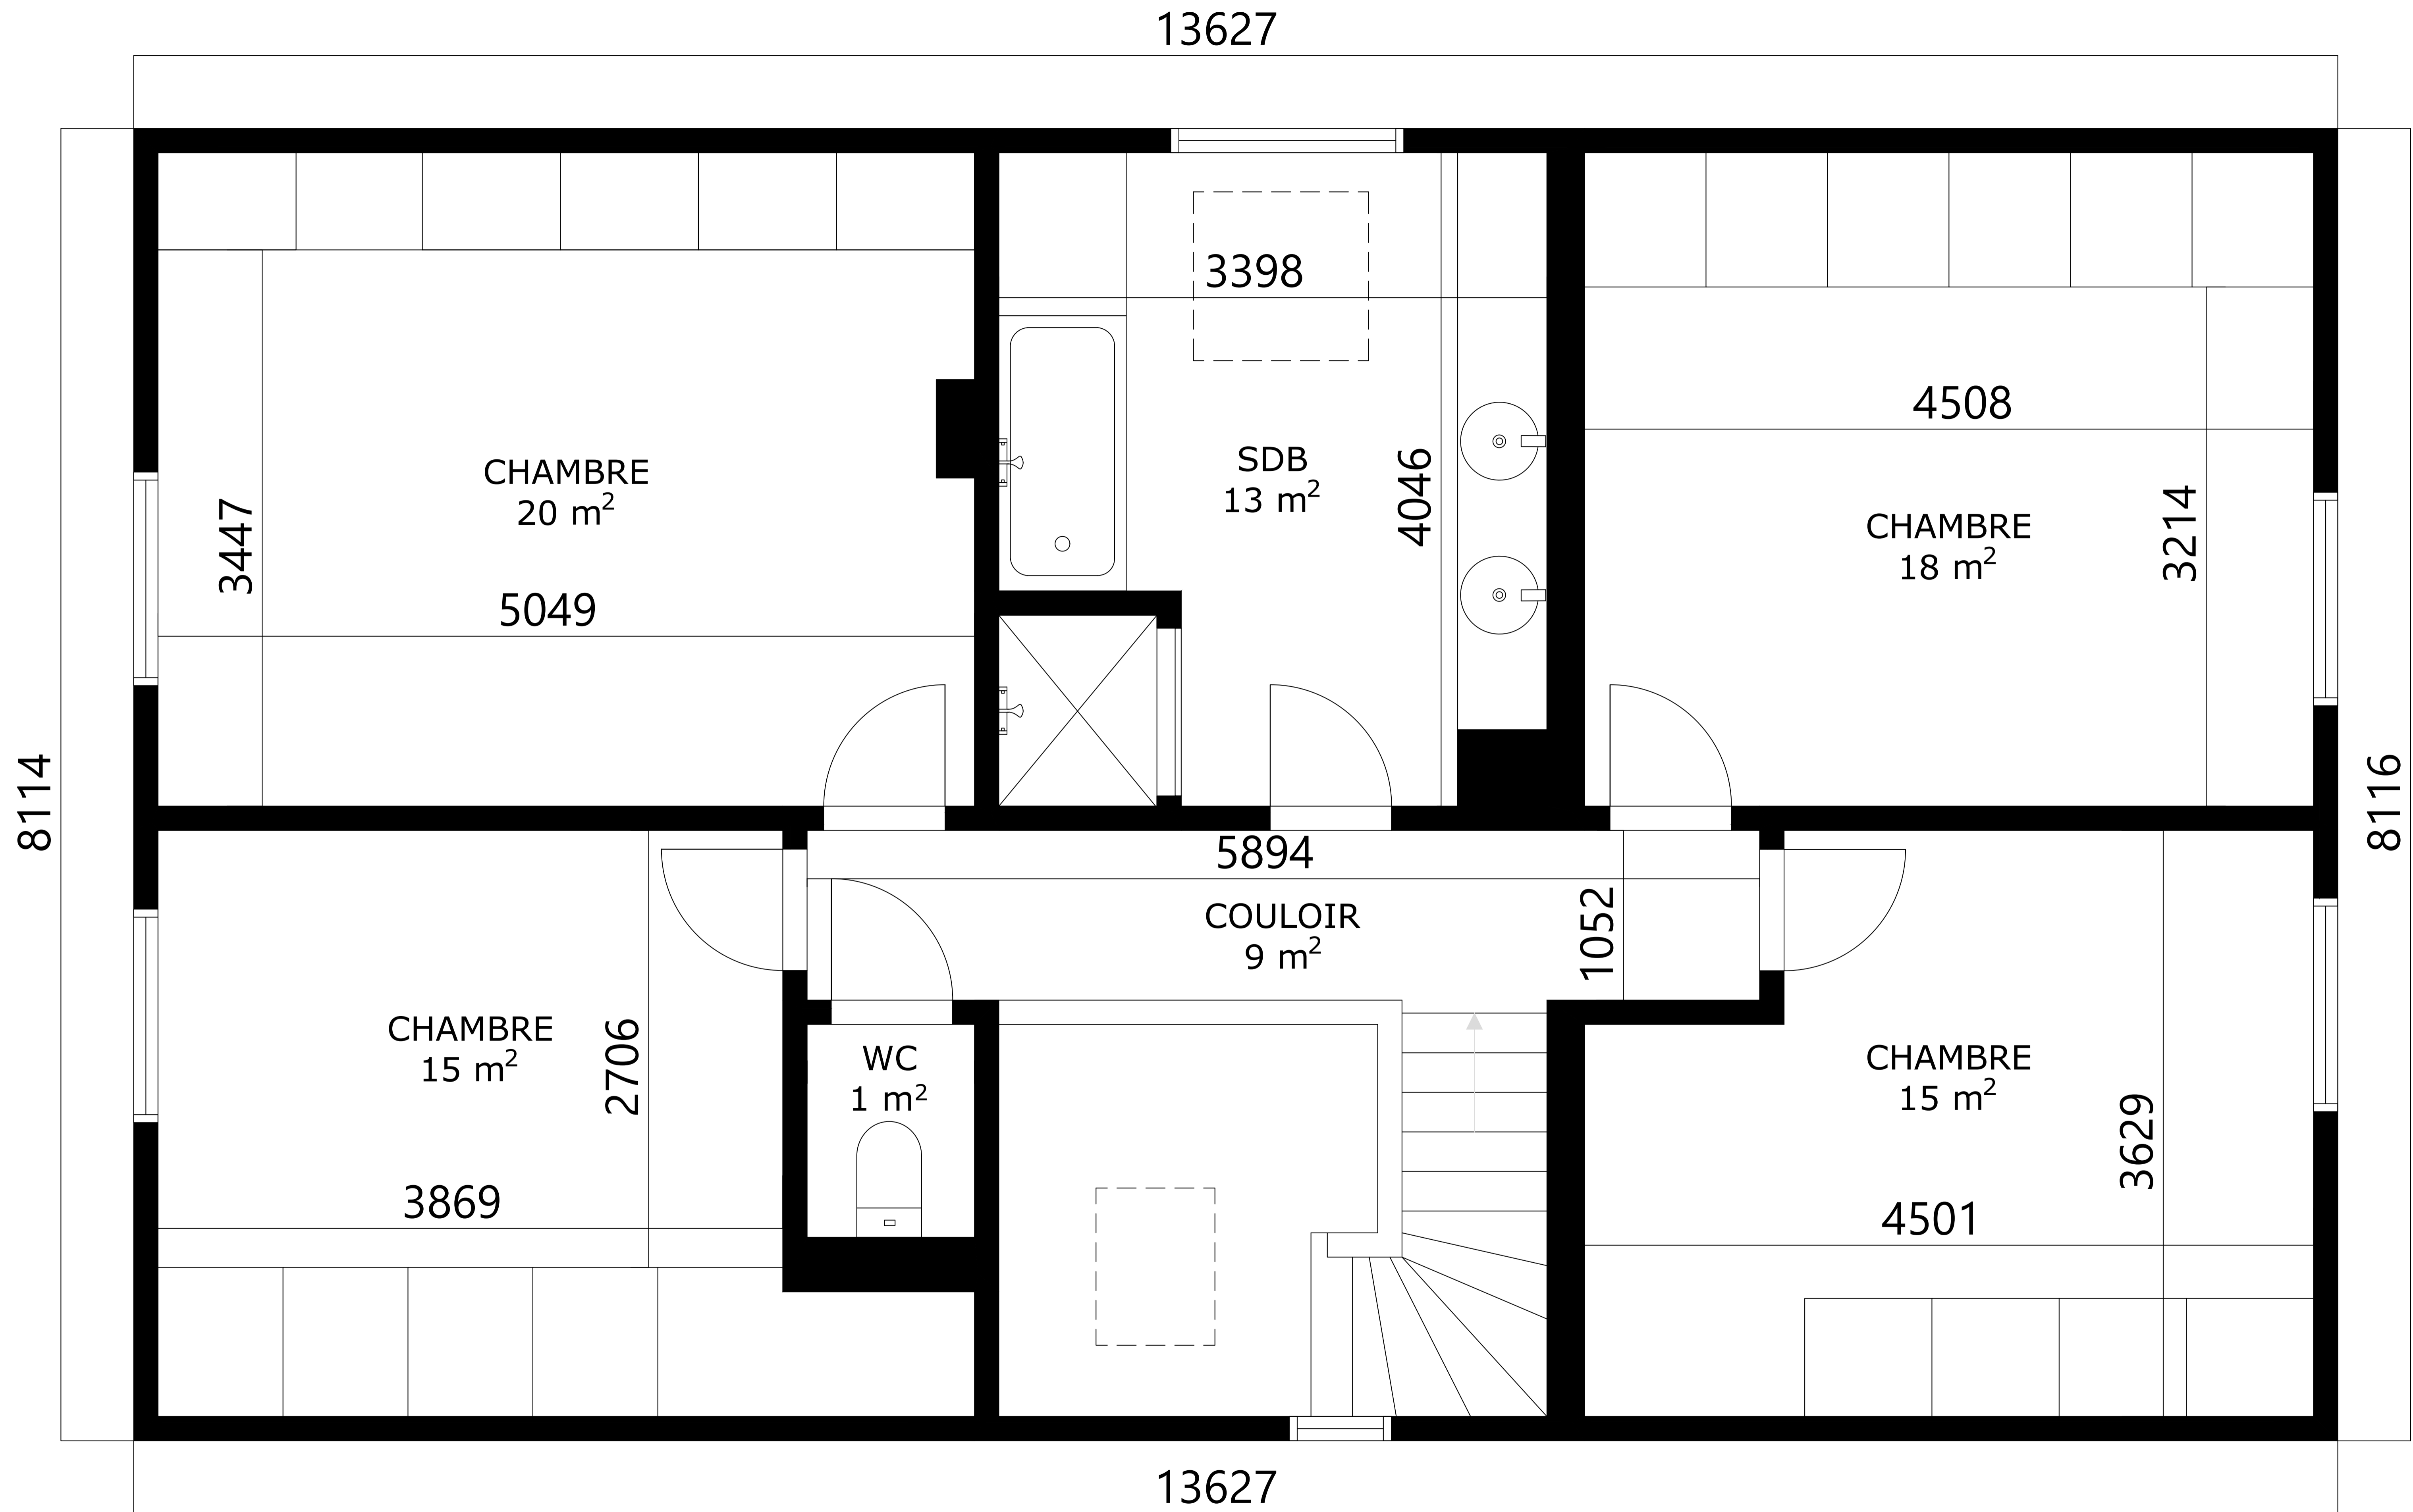 13627
3398
4508
CHAMBRE
20 m²
SDB
13 m²
4046
CHAMBRE
18 m²
3214
3447
5049
8114
8116
5894
COULOIR
9 m²
1052
CHAMBRE
15 m²
2706
WC
1 m²
CHAMBRE
15 m²
3629
3869
4501
13627